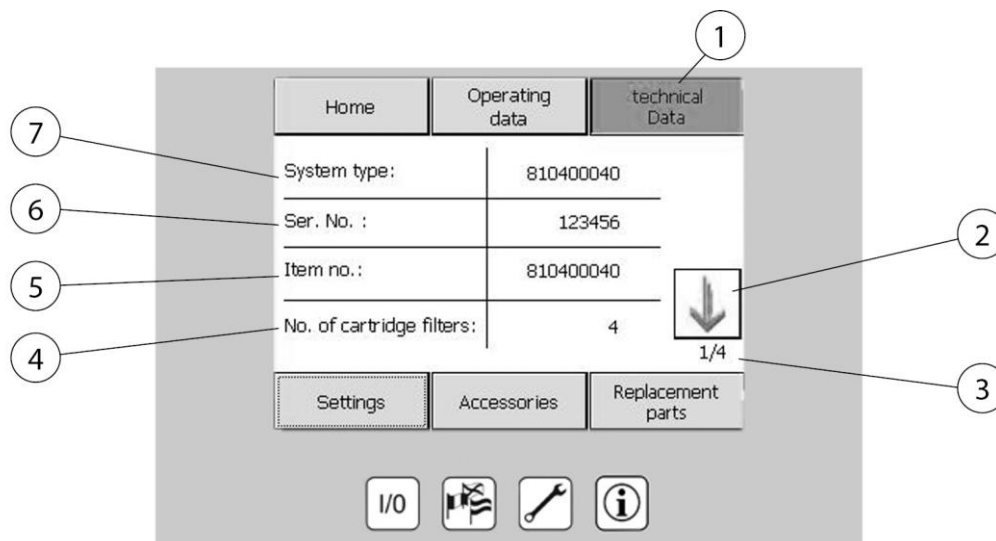 1
Home
Operating
data
technical
Data
7
System type:
810400040
6
Ser. No. :
123456
2
5
Item no.:
810400040
4
No. of cartridge filters:
4
1/4
3
Settings
Accessories
Replacement
parts
I/0
i